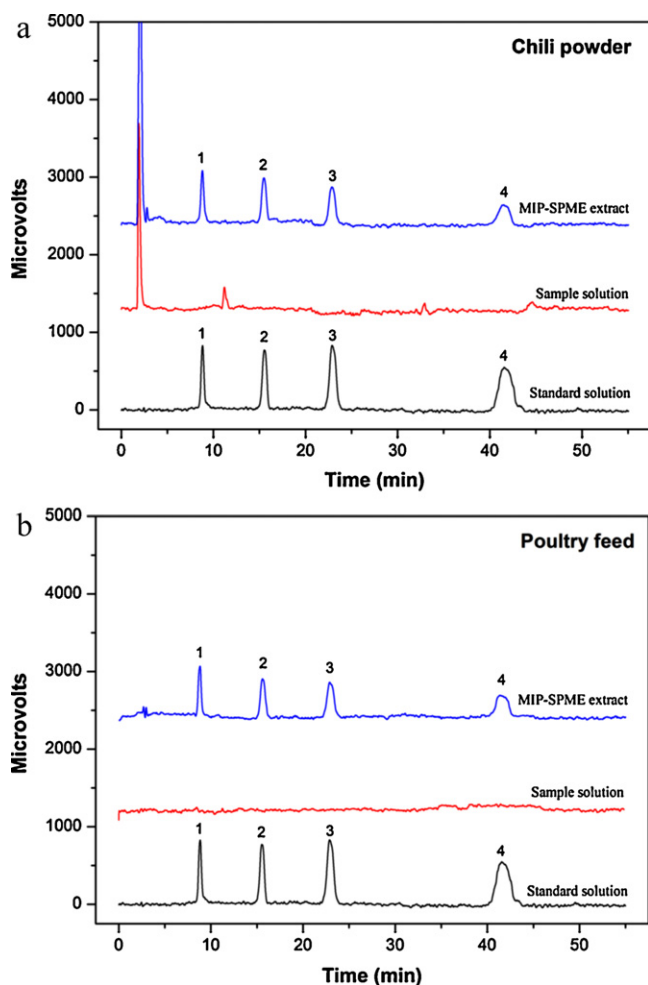 a
Chili powder
5000
4000
3000
2000
1000
0
Microvolts
1
2
3
4
MIP-SPME extract
Sample solution
1
2
3
4
Standard solution
0
10
20
30
40
50
Time (min)
b
Poultry feed
5000
4000
3000
2000
1000
0
Microvolts
1
2
3
4
MIP-SPME extract
Sample solution
1
2
3
4
Standard solution
0
10
20
30
40
50
Time (min)